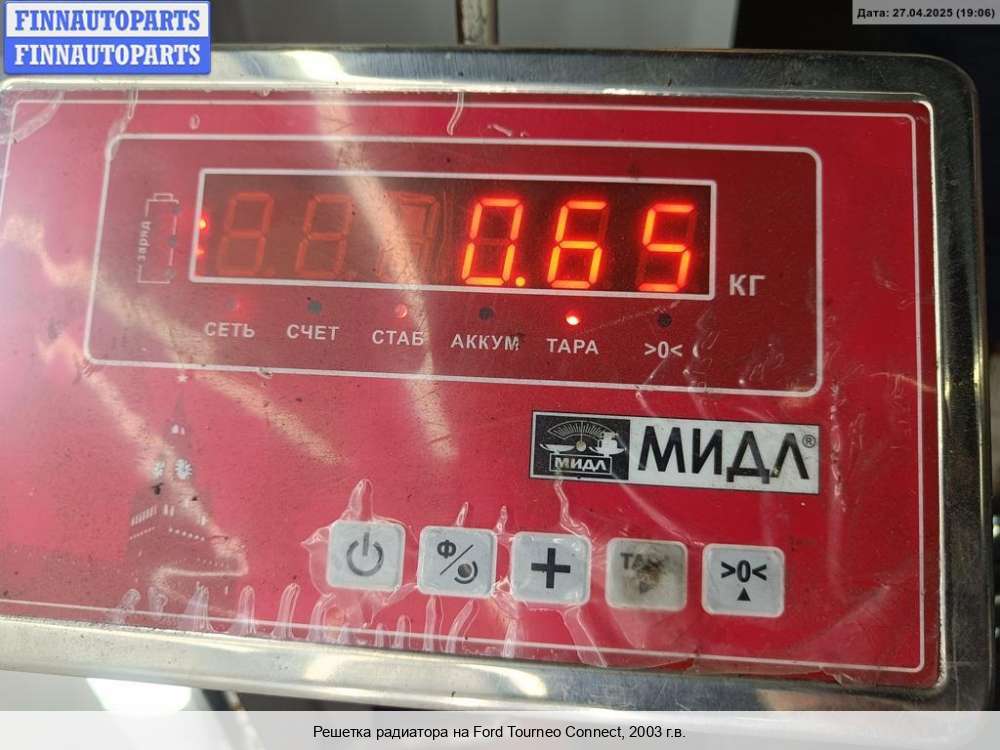 FINNAUTOPARTS
FINNAUTOPARTS
Дата: 27.04.2025 (19:06)
заряд
0.65
КГ
СЕТЬ СЧЕТ СТАБ АККУМ ТАРА >0<
МИДЛ МИДЛ®
Ф/ + >0<
Решетка радиатора на Ford Tourneo Connect, 2003 г.в.